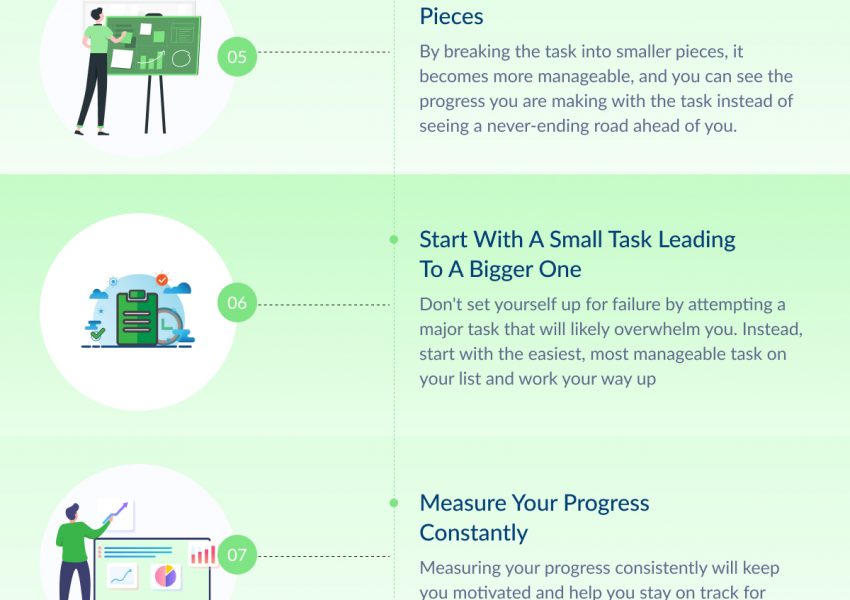 Pieces
05
By breaking the task into smaller pieces, it
becomes more manageable, and you can see the
progress you are making with the task instead of
seeing a never-ending road ahead of you.
Start With A Small Task Leading
To A Bigger One
06
Don't set yourself up for failure by attempting a
major task that will likely overwhelm you. Instead,
start with the easiest, most manageable task on
your list and work your way up
Measure Your Progress
Constantly
07
Measuring your progress consistently will keep
you motivated and help you stay on track for